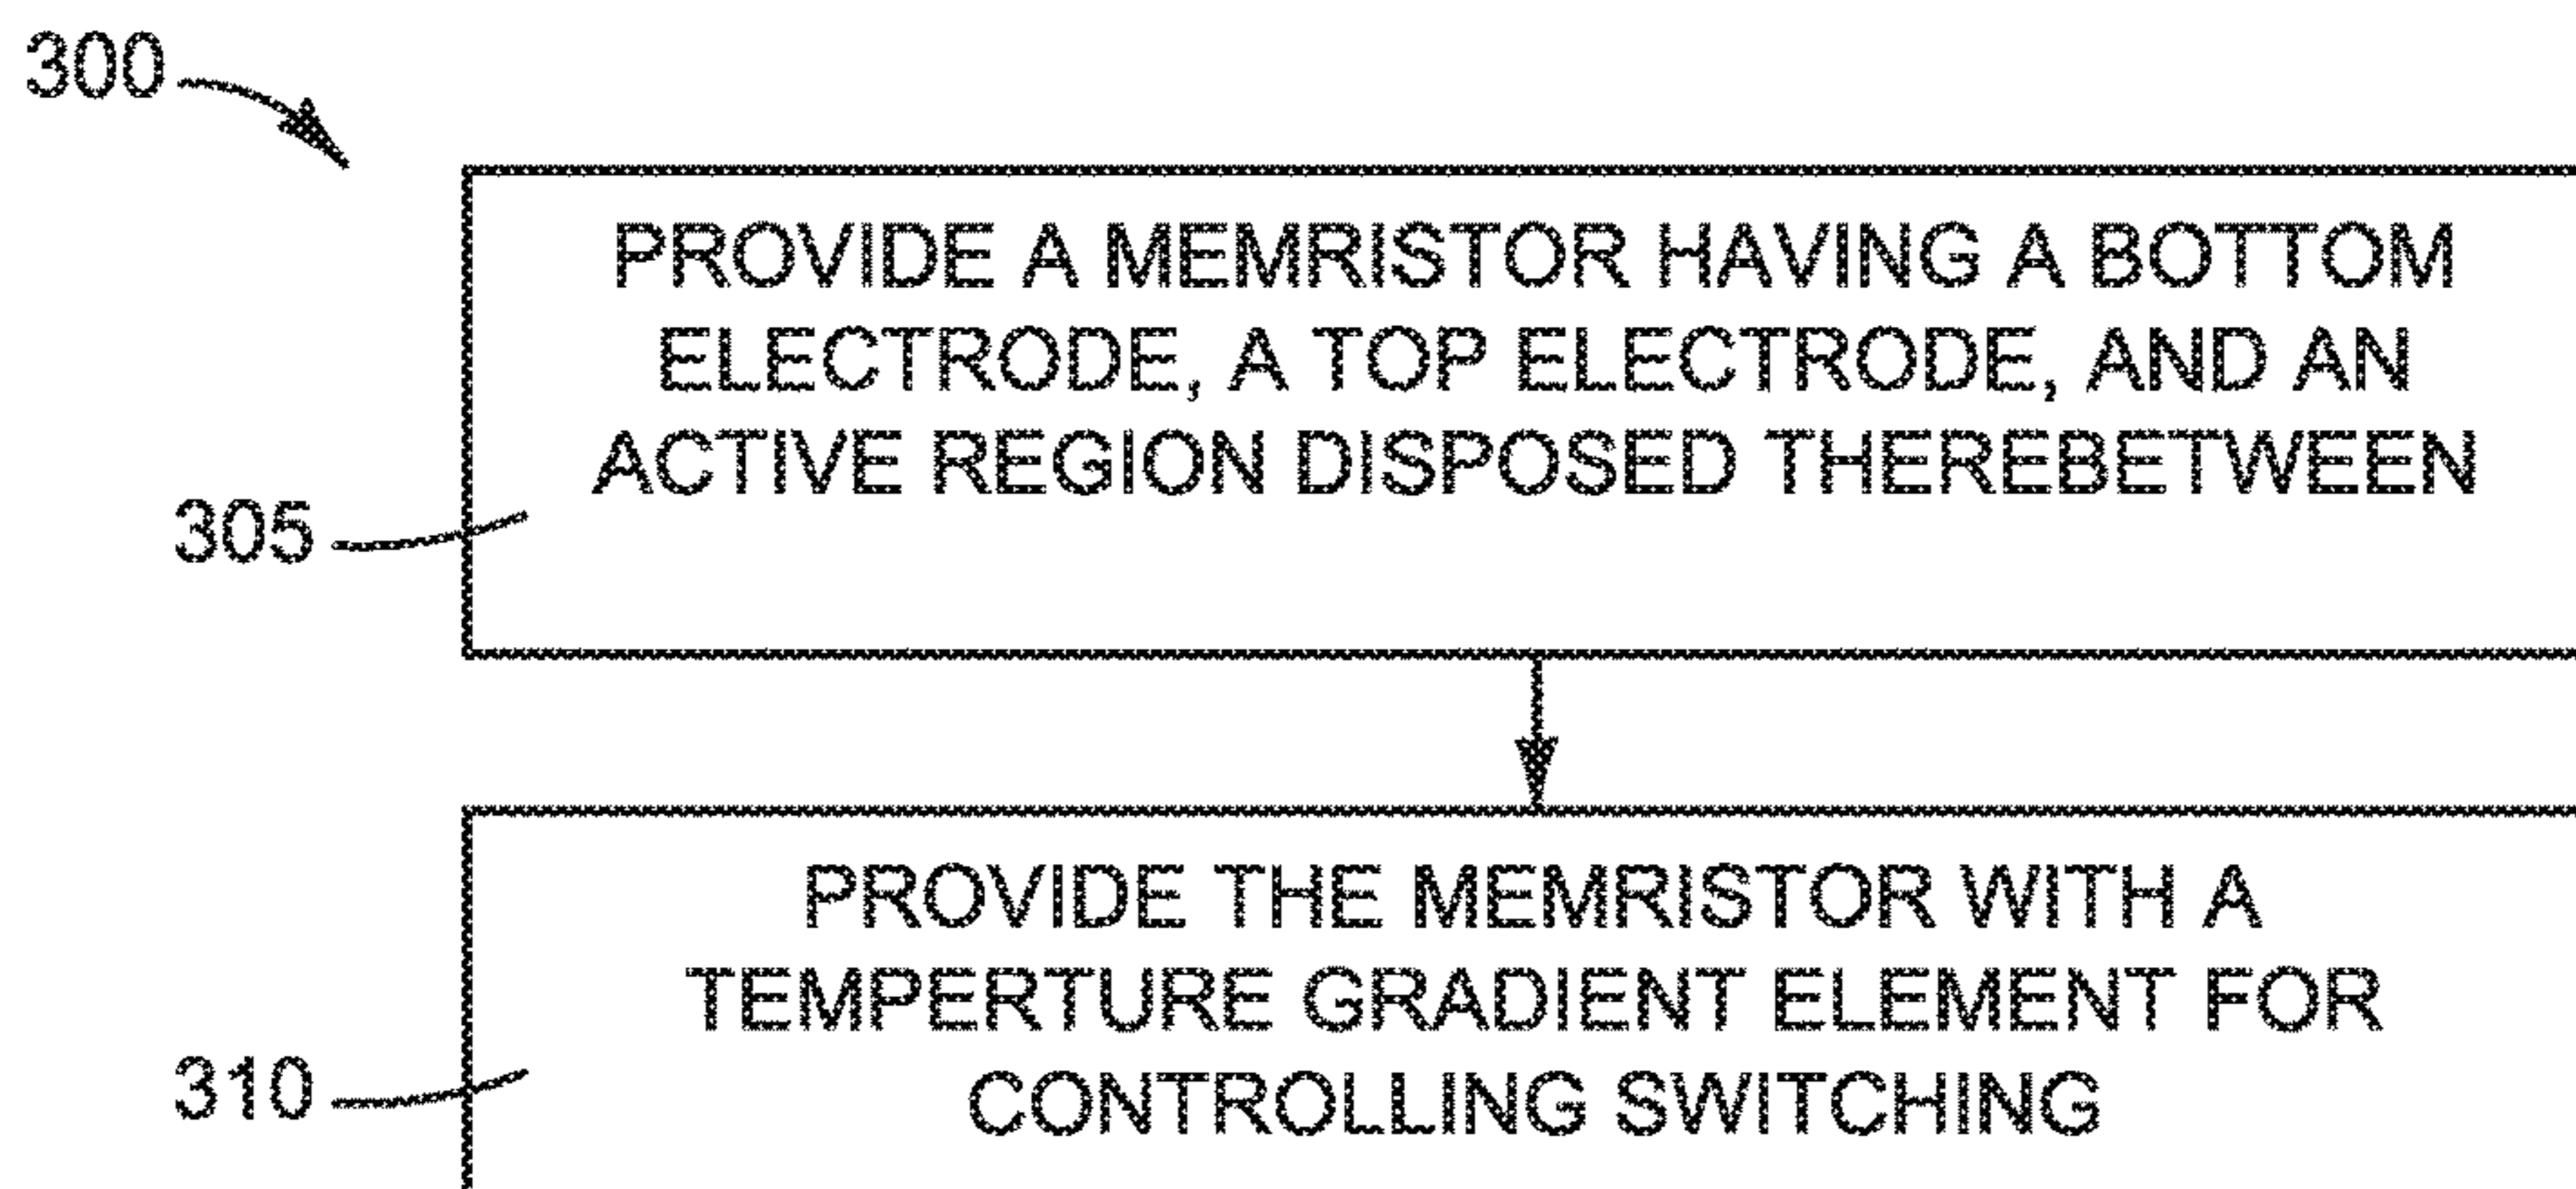 300
PROVIDE A MEMRISTOR HAVING A BOTTOM
ELECTRODE, A TOP ELECTRODE, AND AN
ACTIVE REGION DISPOSED THEREBETWEEN
305
PROVIDE THE MEMRISTOR WITH A
TEMPERTURE GRADIENT ELEMENT FOR
CONTROLLING SWITCHING
310